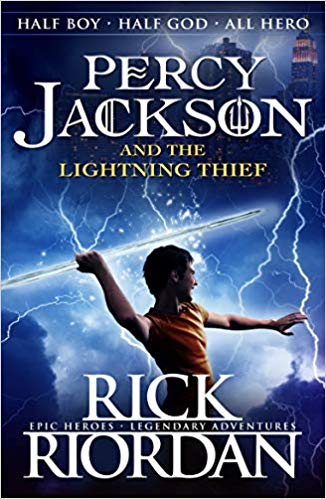 HALF BOY · HALF GOD · ALL HERO
PERCY
JACKSON
AND THE
LIGHTNING THIEF
RICK
EPIC HEROES · LEGENDARY ADVENTURES
RIORDAN